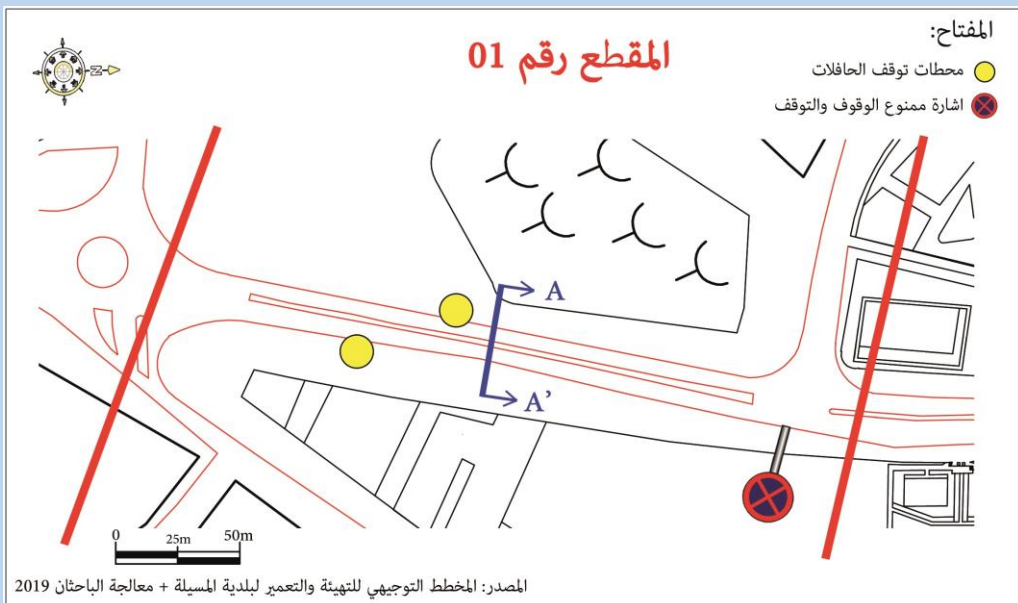 المقطع رقم 01
المفتاح:
محطات توقف الحافلات
اشارة ممنوع الوقوف والتوقف
N
A
A’
0 25m 50m
المصدر: المخطط التوجيهي للتهيئة والتعمير لبلدية المسيلة + معالجة الباحثان 2019